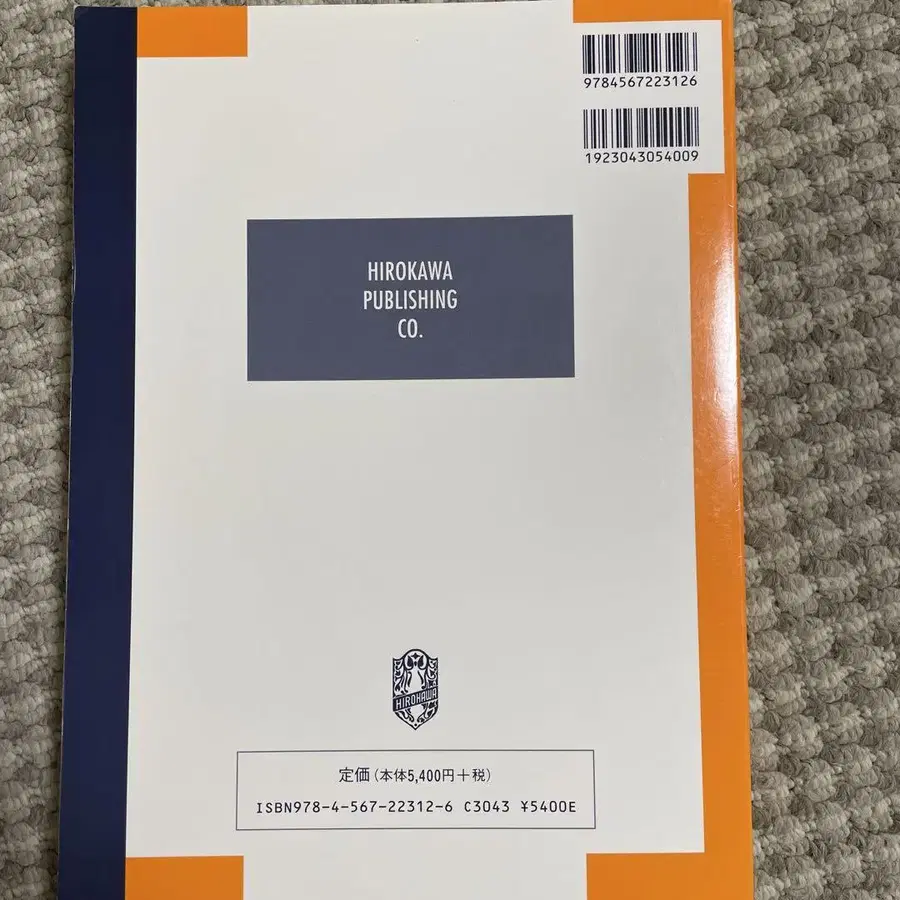 9784567223126
1923043054009
HIROKAWA
PUBLISHING
CO.
HIROKAWA
定価(本体5,400円+税)
ISBN978-4-567-22312-6 C3043 ¥5400E